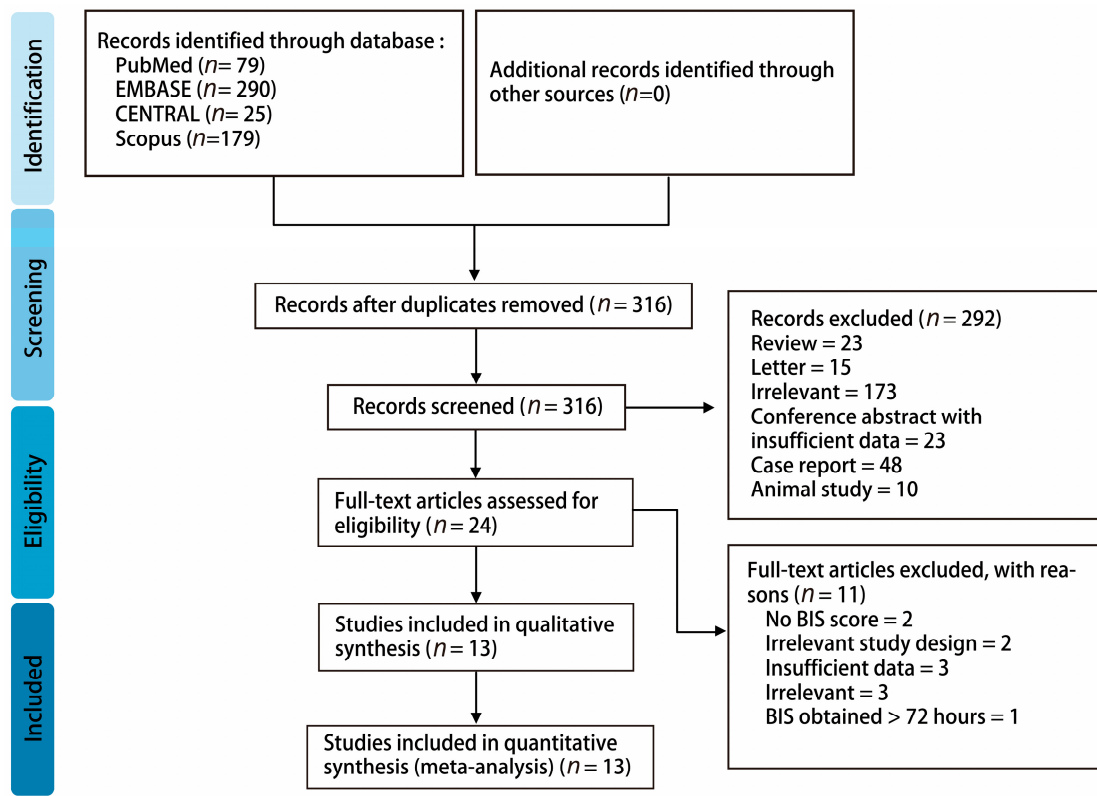 Identification
Records identified through database :
PubMed (n= 79)
EMBASE (n = 290)
CENTRAL (n = 25)
Scopus (n=179)
Additional records identified through
other sources (n=0)
Screening
Records after duplicates removed (n = 316)
Records screened (n = 316)
Records excluded (n = 292)
Review = 23
Letter = 15
Irrelevant = 173
Conference abstract with
insufficient data = 23
Case report = 48
Animal study = 10
Eligibility
Full-text articles assessed for
eligibility (n = 24)
Full-text articles excluded, with rea-
sons (n = 11)
No BIS score = 2
Irrelevant study design = 2
Insufficient data = 3
Irrelevant = 3
BIS obtained > 72 hours = 1
Included
Studies included in qualitative
synthesis (n = 13)
Studies included in quantitative
synthesis (meta-analysis) (n = 13)